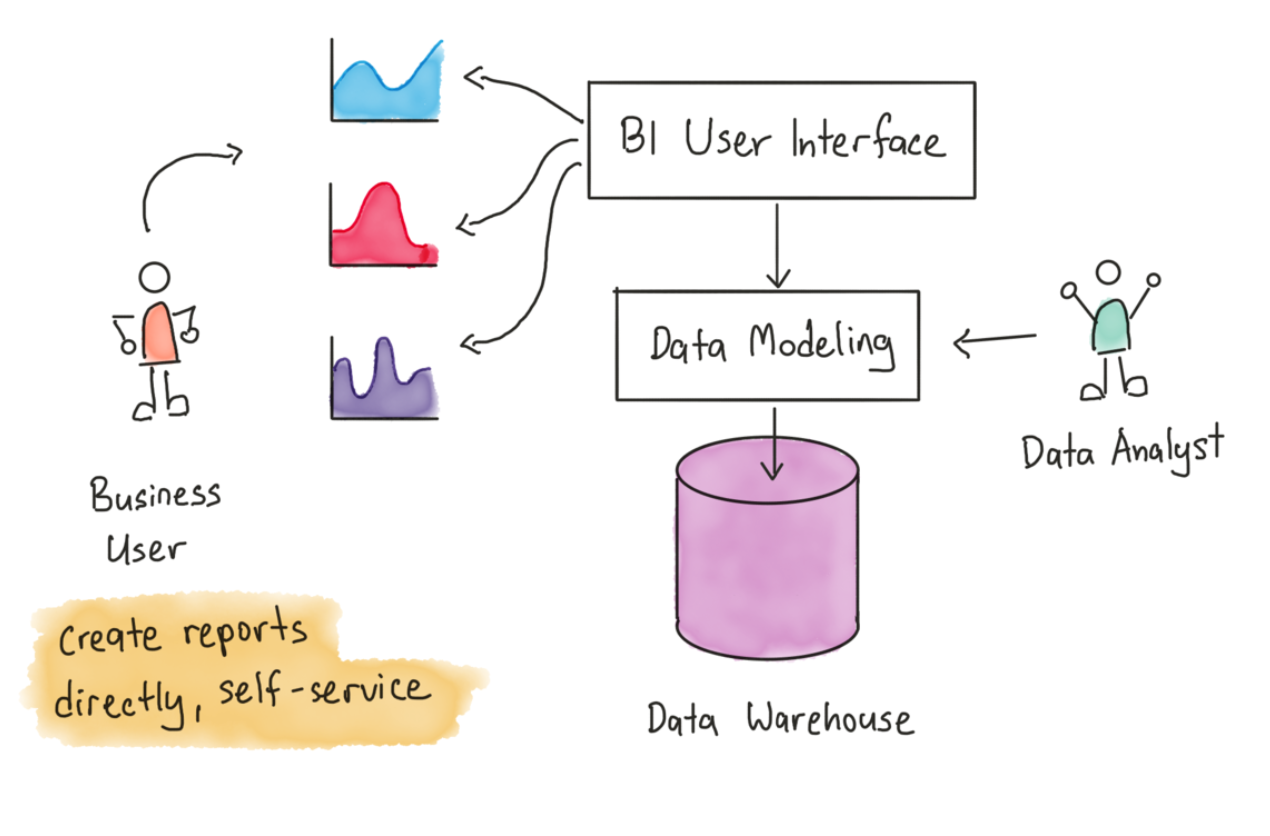 BI User Interface
Data Modeling
Data Analyst
Business
User
create reports
directly, self-service
Data Warehouse